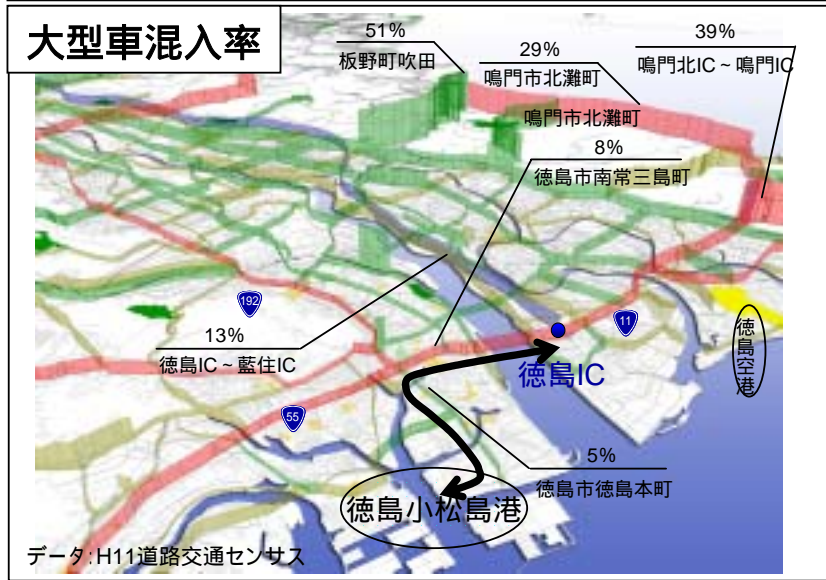 大型車混入率
51%
板野町吹田
29%
鳴門市北灘町
39%
鳴門北IC~鳴門IC
鳴門市北灘町
8%
徳島市南常三島町
192
13%
徳島IC~藍住IC
11
徳島空港
徳島IC
55
5%
徳島市徳島本町
徳島小松島港
データ:H11道路交通センサス